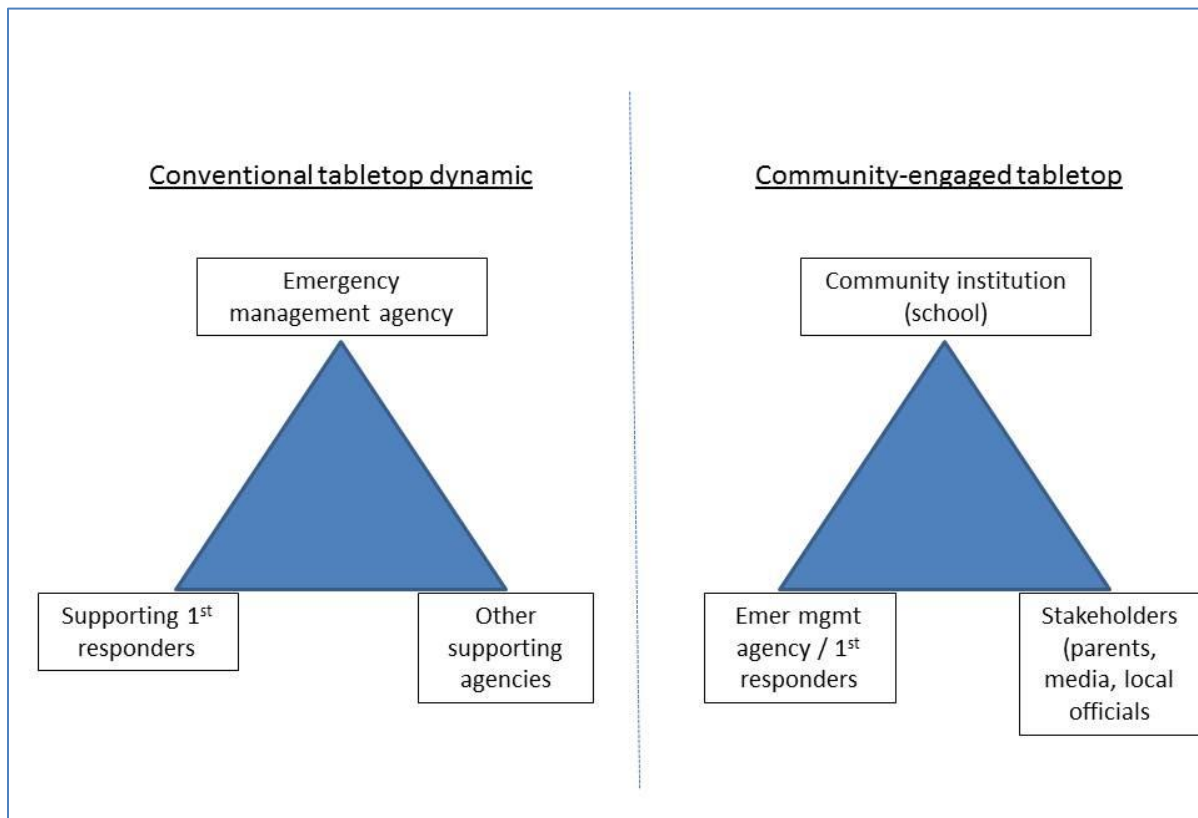 Conventional tabletop dynamic
Emergency
management agency
Supporting 1st
responders
Other
supporting
agencies
Community-engaged tabletop
Community institution
(school)
Emer mgmt
agency / 1st
responders
Stakeholders
(parents,
media, local
officials